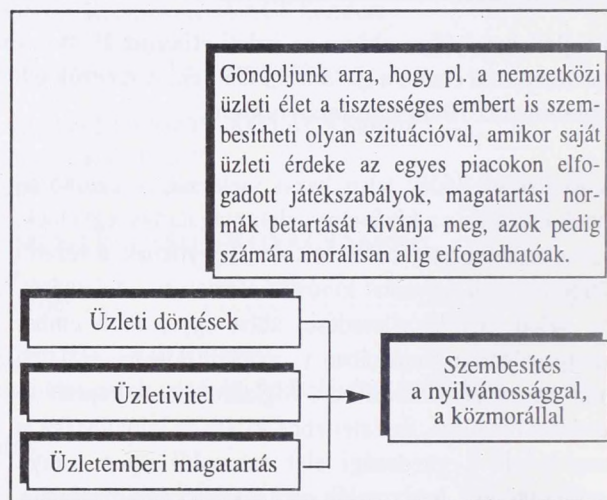 Gondoljunk arra, hogy pl. a nemzetközi
üzleti élet a tisztességes embert is szem-
besítheti olyan szituációval, amikor saját
üzleti érdeke az egyes piacokon elfo-
gadott játékszabályok, magatartási nor-
mák betartását kívánja meg, azok pedig
számára morálisan alig elfogadhatóak.
Üzleti döntések
Üzletivitel
Üzletemberi magatartás
Szembesítés
a nyilvánossággal,
a közmorállal